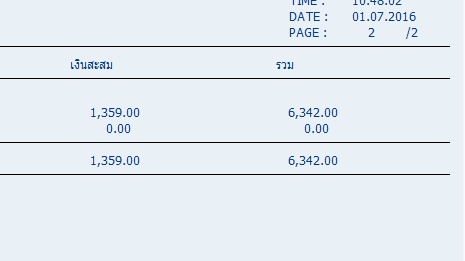 TIME : 10.48.02
DATE : 01.07.2016
PAGE : 2 /2
เงินสะสม รวม
1,359.00 6,342.00
0.00 0.00
1,359.00 6,342.00